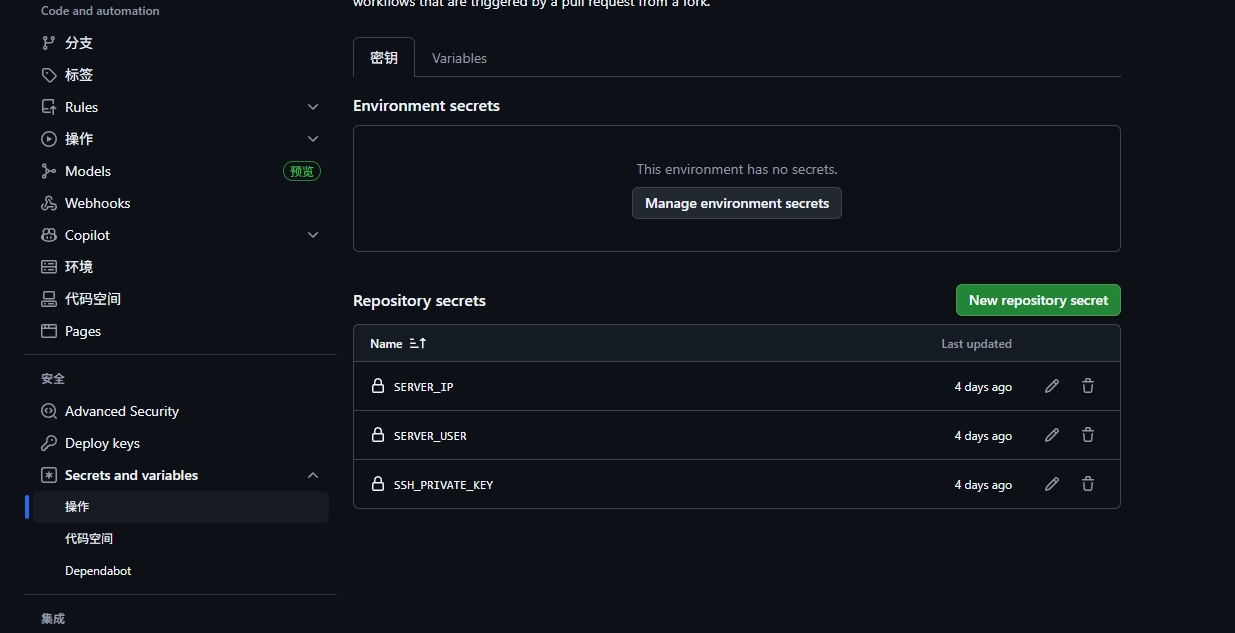 Code and automation
分支
标签
Rules
操作
Models 预览
Webhooks
Copilot
环境
代码空间
Pages
安全
Advanced Security
Deploy keys
Secrets and variables
操作
代码空间
Dependabot
集成
workflows that are triggered by a pull request from a fork.
密钥 Variables
Environment secrets
This environment has no secrets.
Manage environment secrets
Repository secrets New repository secret
Name Last updated
SERVER_IP 4 days ago
SERVER_USER 4 days ago
SSH_PRIVATE_KEY 4 days ago